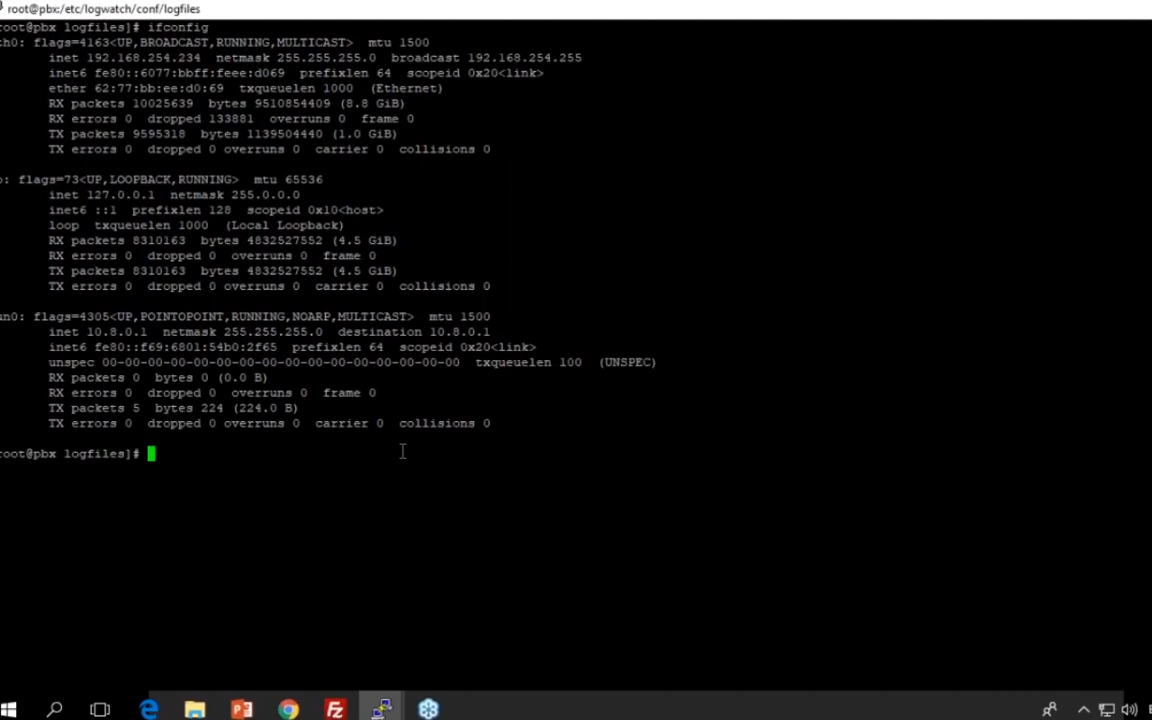 root@pbx:/etc/logwatch/conf/logfiles
root@pbx logfiles]# ifconfig
th0: flags=4163<UP,BROADCAST,RUNNING,MULTICAST>  mtu 1500
inet 192.168.254.234  netmask 255.255.255.0  broadcast 192.168.254.255
inet6 fe80::6077:bbff:feee:d069  prefixlen 64  scopeid 0x20<link>
ether 62:77:bb:ee:d0:69  txqueuelen 1000  (Ethernet)
RX packets 10025639  bytes 9510854409 (8.8 GiB)
RX errors 0  dropped 133881  overruns 0  frame 0
TX packets 9595318  bytes 1139504440 (1.0 GiB)
TX errors 0  dropped 0 overruns 0  carrier 0  collisions 0
o: flags=73<UP,LOOPBACK,RUNNING>  mtu 65536
inet 127.0.0.1  netmask 255.0.0.0
inet6 ::1  prefixlen 128  scopeid 0x10<host>
loop  txqueuelen 1000  (Local Loopback)
RX packets 8310163  bytes 4832527552 (4.5 GiB)
RX errors 0  dropped 0  overruns 0  frame 0
TX packets 8310163  bytes 4832527552 (4.5 GiB)
TX errors 0  dropped 0 overruns 0  carrier 0  collisions 0
un0: flags=4305<UP,POINTOPOINT,RUNNING,NOARP,MULTICAST>  mtu 1500
inet 10.8.0.1  netmask 255.255.255.0  destination 10.8.0.1
inet6 fe80::f69:6801:54b0:2f65  prefixlen 64  scopeid 0x20<link>
unspec 00-00-00-00-00-00-00-00-00-00-00-00-00-00-00-00  txqueuelen 100  (UNSPEC)
RX packets 0  bytes 0 (0.0 B)
RX errors 0  dropped 0  overruns 0  frame 0
TX packets 5  bytes 224 (224.0 B)
TX errors 0  dropped 0 overruns 0  carrier 0  collisions 0
root@pbx logfiles]#